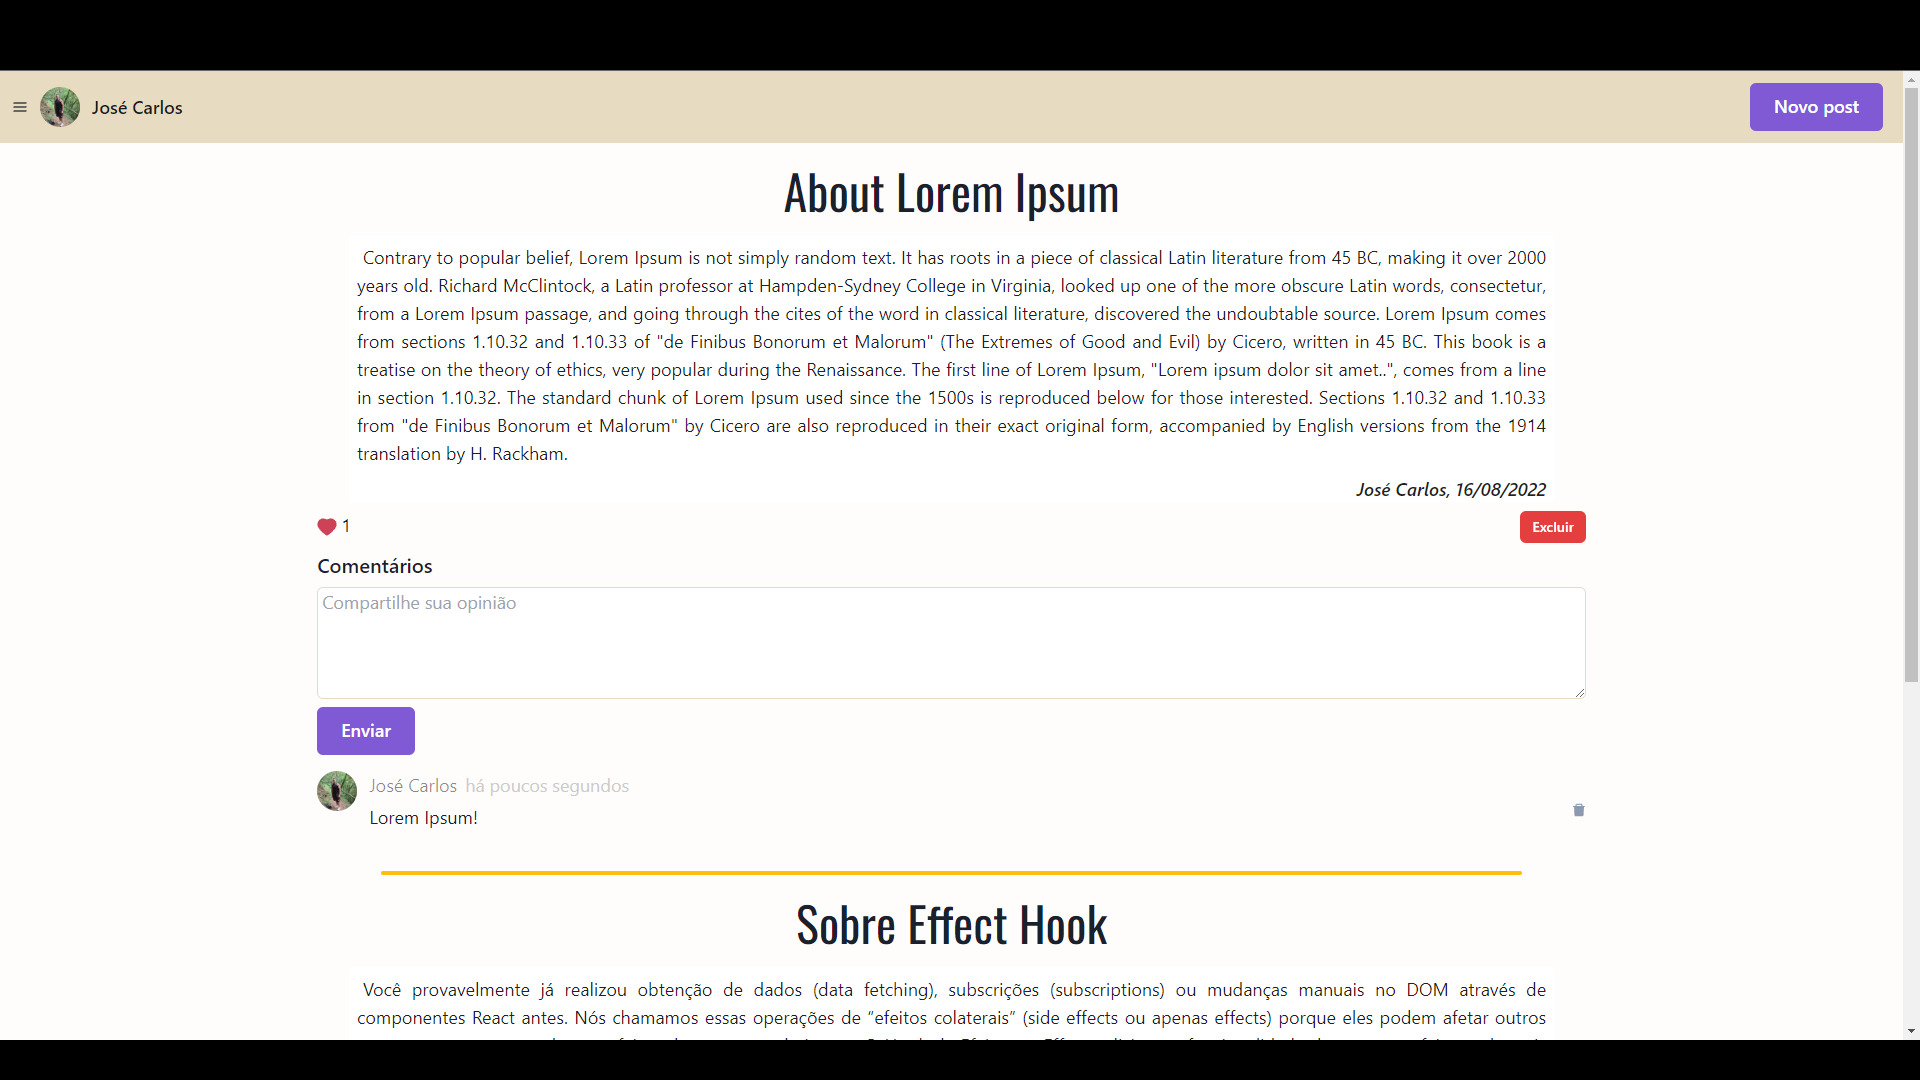 José Carlos
Novo post
About Lorem Ipsum
Contrary to popular belief, Lorem Ipsum is not simply random text. It has roots in a piece of classical Latin literature from 45 BC, making it over 2000
years old. Richard McClintock, a Latin professor at Hampden-Sydney College in Virginia, looked up one of the more obscure Latin words, consectetur,
from a Lorem Ipsum passage, and going through the cites of the word in classical literature, discovered the undoubtable source. Lorem Ipsum comes
from sections 1.10.32 and 1.10.33 of "de Finibus Bonorum et Malorum" (The Extremes of Good and Evil) by Cicero, written in 45 BC. This book is a
treatise on the theory of ethics, very popular during the Renaissance. The first line of Lorem Ipsum, "Lorem ipsum dolor sit amet..", comes from a line
in section 1.10.32. The standard chunk of Lorem Ipsum used since the 1500s is reproduced below for those interested. Sections 1.10.32 and 1.10.33
from "de Finibus Bonorum et Malorum" by Cicero are also reproduced in their exact original form, accompanied by English versions from the 1914
translation by H. Rackham.
José Carlos, 16/08/2022
1
Excluir
Comentários
Compartilhe sua opinião
Enviar
José Carlos há poucos segundos
Lorem Ipsum!
Sobre Effect Hook
Você provavelmente já realizou obtenção de dados (data fetching), subscrições (subscriptions) ou mudanças manuais no DOM através de
componentes React antes. Nós chamamos essas operações de “efeitos colaterais” (side effects ou apenas effects) porque eles podem afetar outros